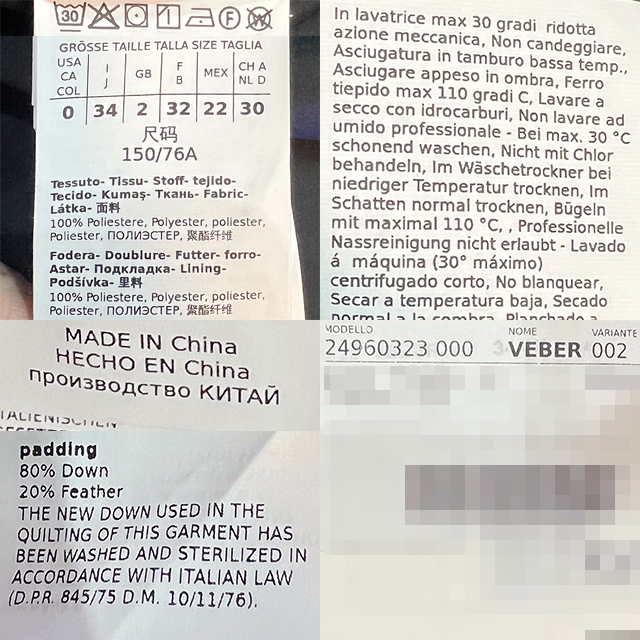 30 F W
GRÖSSE TAILLE TALLA SIZE TAGLIA
USA CA COL I J GB F B MEX CH A NL D
0 34 2 32 22 30
尺码
150/76A
Tessuto- Tissu- Stoff- tejido-
Tecido- Kumaş- Ткань- Fabric-
Látka- 面料
100% Poliestere, Polyester, poliester,
Poliester, ПОЛИЭСТЕР, 聚酯纤维
Fodera- Doublure- Futter- forro-
Astar- Подкладка- Lining-
Podšívka- 里料
100% Poliestere, Polyester, poliester,
Poliester, ПОЛИЭСТЕР, 聚酯纤维
In lavatrice max 30 gradi ridotta
azione meccanica, Non candeggiare,
Asciugatura in tamburo bassa temp.,
Asciugare appeso in ombra, Ferro
tiepido max 110 gradi C, Lavare a
secco con idrocarburi, Non lavare ad
umido professionale - Bei max. 30 °C
schonend waschen, Nicht mit Chlor
behandeln, Im Wäschetrockner bei
niedriger Temperatur trocknen, Im
Schatten normal trocknen, Bügeln
mit maximal 110 °C, , Professionelle
Nassreinigung nicht erlaubt - Lavado
á máquina (30° máximo)
centrifugado corto, No blanquear,
Secar a temperatura baja, Secado
normal a la sombra, Planchado a
MADE IN China
HECHO EN China
производство КИТАЙ
ITALIENISCHEN
MODELLO NOME VARIANTE
24960323 000 VEBER 002
padding
80% Down
20% Feather
THE NEW DOWN USED IN THE
QUILTING OF THIS GARMENT HAS
BEEN WASHED AND STERILIZED IN
ACCORDANCE WITH ITALIAN LAW
(D.P.R. 845/75 D.M. 10/11/76).